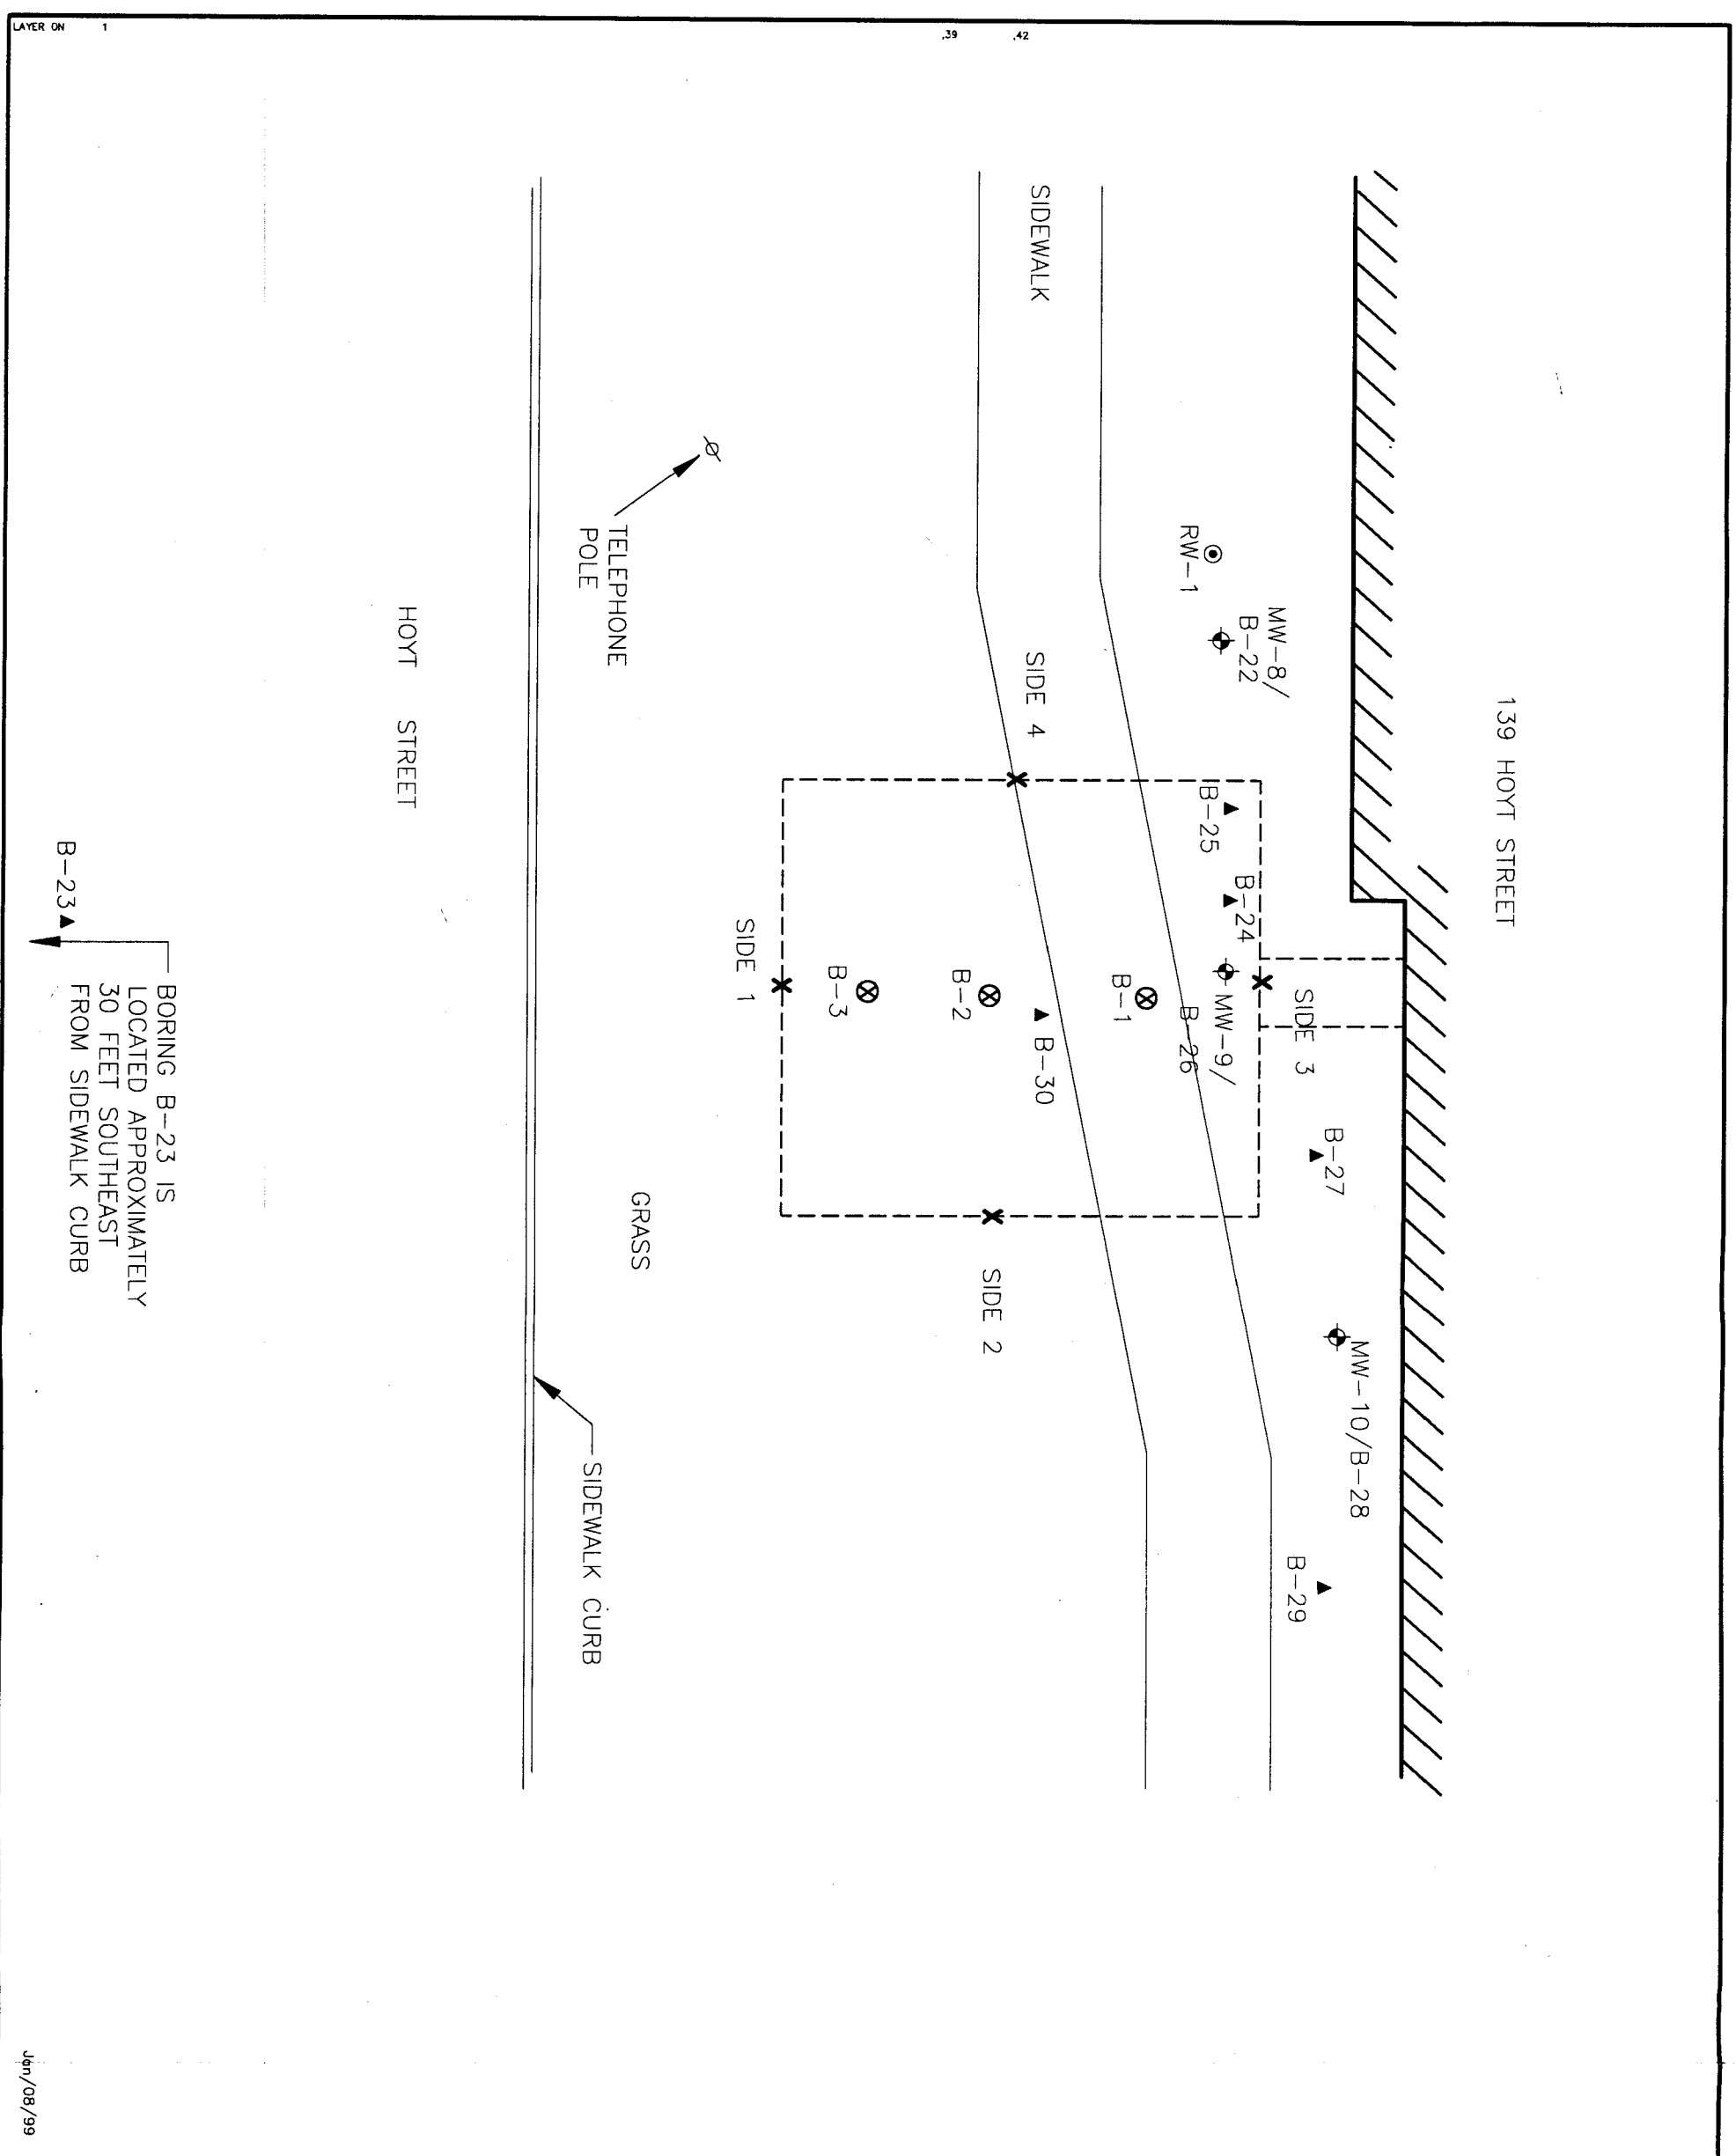 LAYER ON 1
,39 ,42
139 HOYT STREET
SIDEWALK
RW-1
MW-8/
B-22
SIDE 4
B-25
B-24
MW-9/
B-26
SIDE 3
B-27
MW-10/B-28
B-29
B-1
B-30
B-2
B-3
SIDE 1
SIDE 2
TELEPHONE
POLE
GRASS
SIDEWALK CURB
HOYT STREET
B-23
BORING B-23 IS
LOCATED APPROXIMATELY
30 FEET SOUTHEAST
FROM SIDEWALK CURB
Jan/08/99